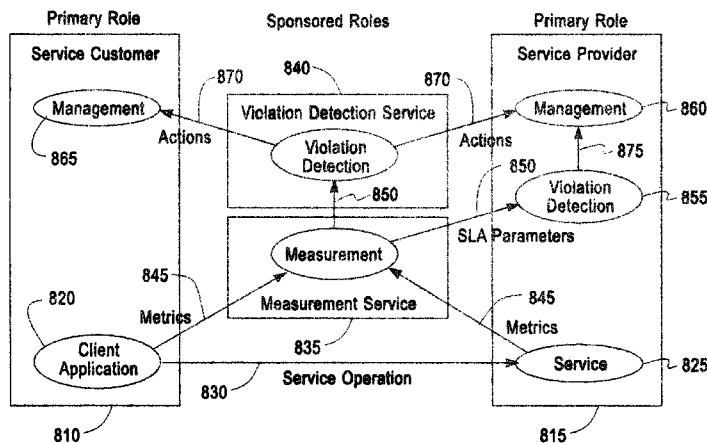 Primary Role
Sponsored Roles
Primary Role
Service Customer
840
Service Provider
870
870
Violation Detection Service
Management
Management
860
865
Actions
Violation
Detection
Actions
875
850
850
Violation
Detection
855
SLA Parameters
Measurement
845
845
820
Measurement Service
Metrics
Metrics
Client
Application
835
Service
825
830
Service Operation
810
815